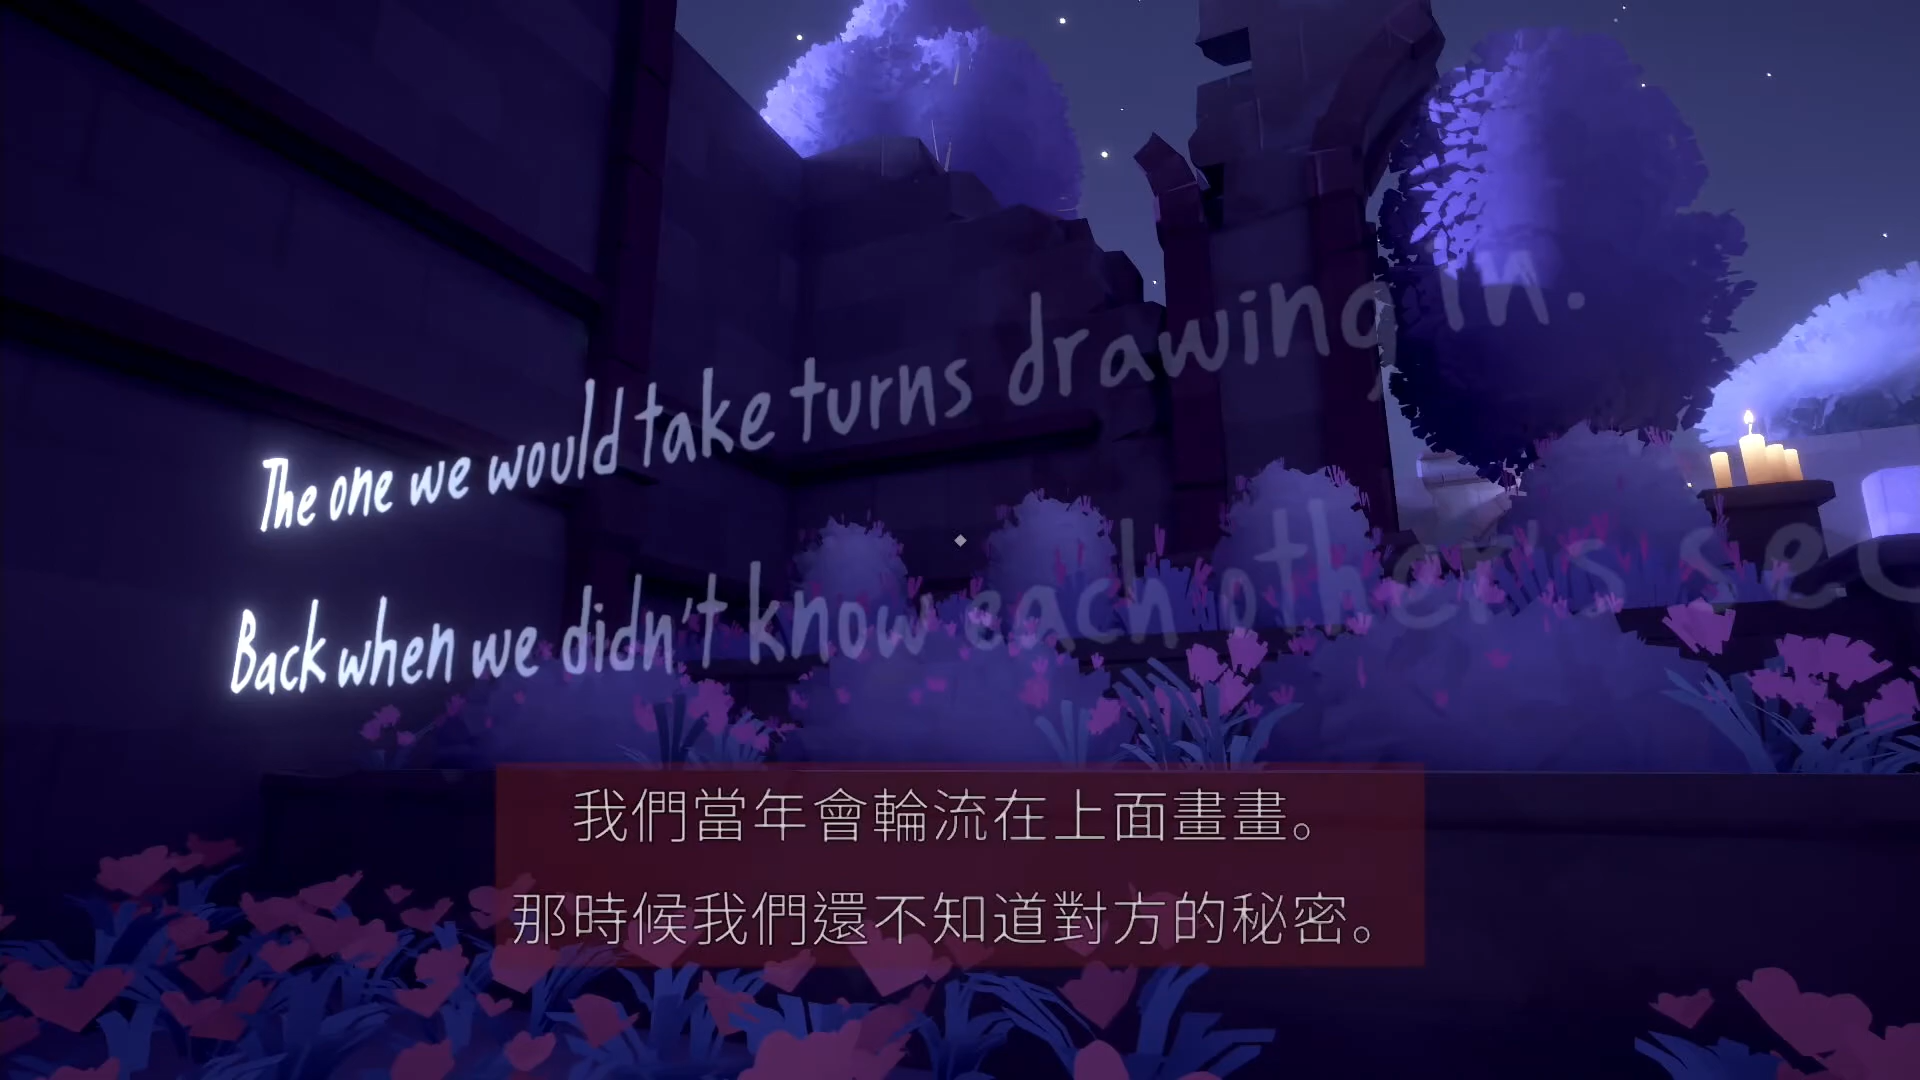 The one we would take turns drawing in.
Back when we didn't know each other's sec
我們當年會輪流在上面畫畫。
那時候我們還不知道對方的秘密。